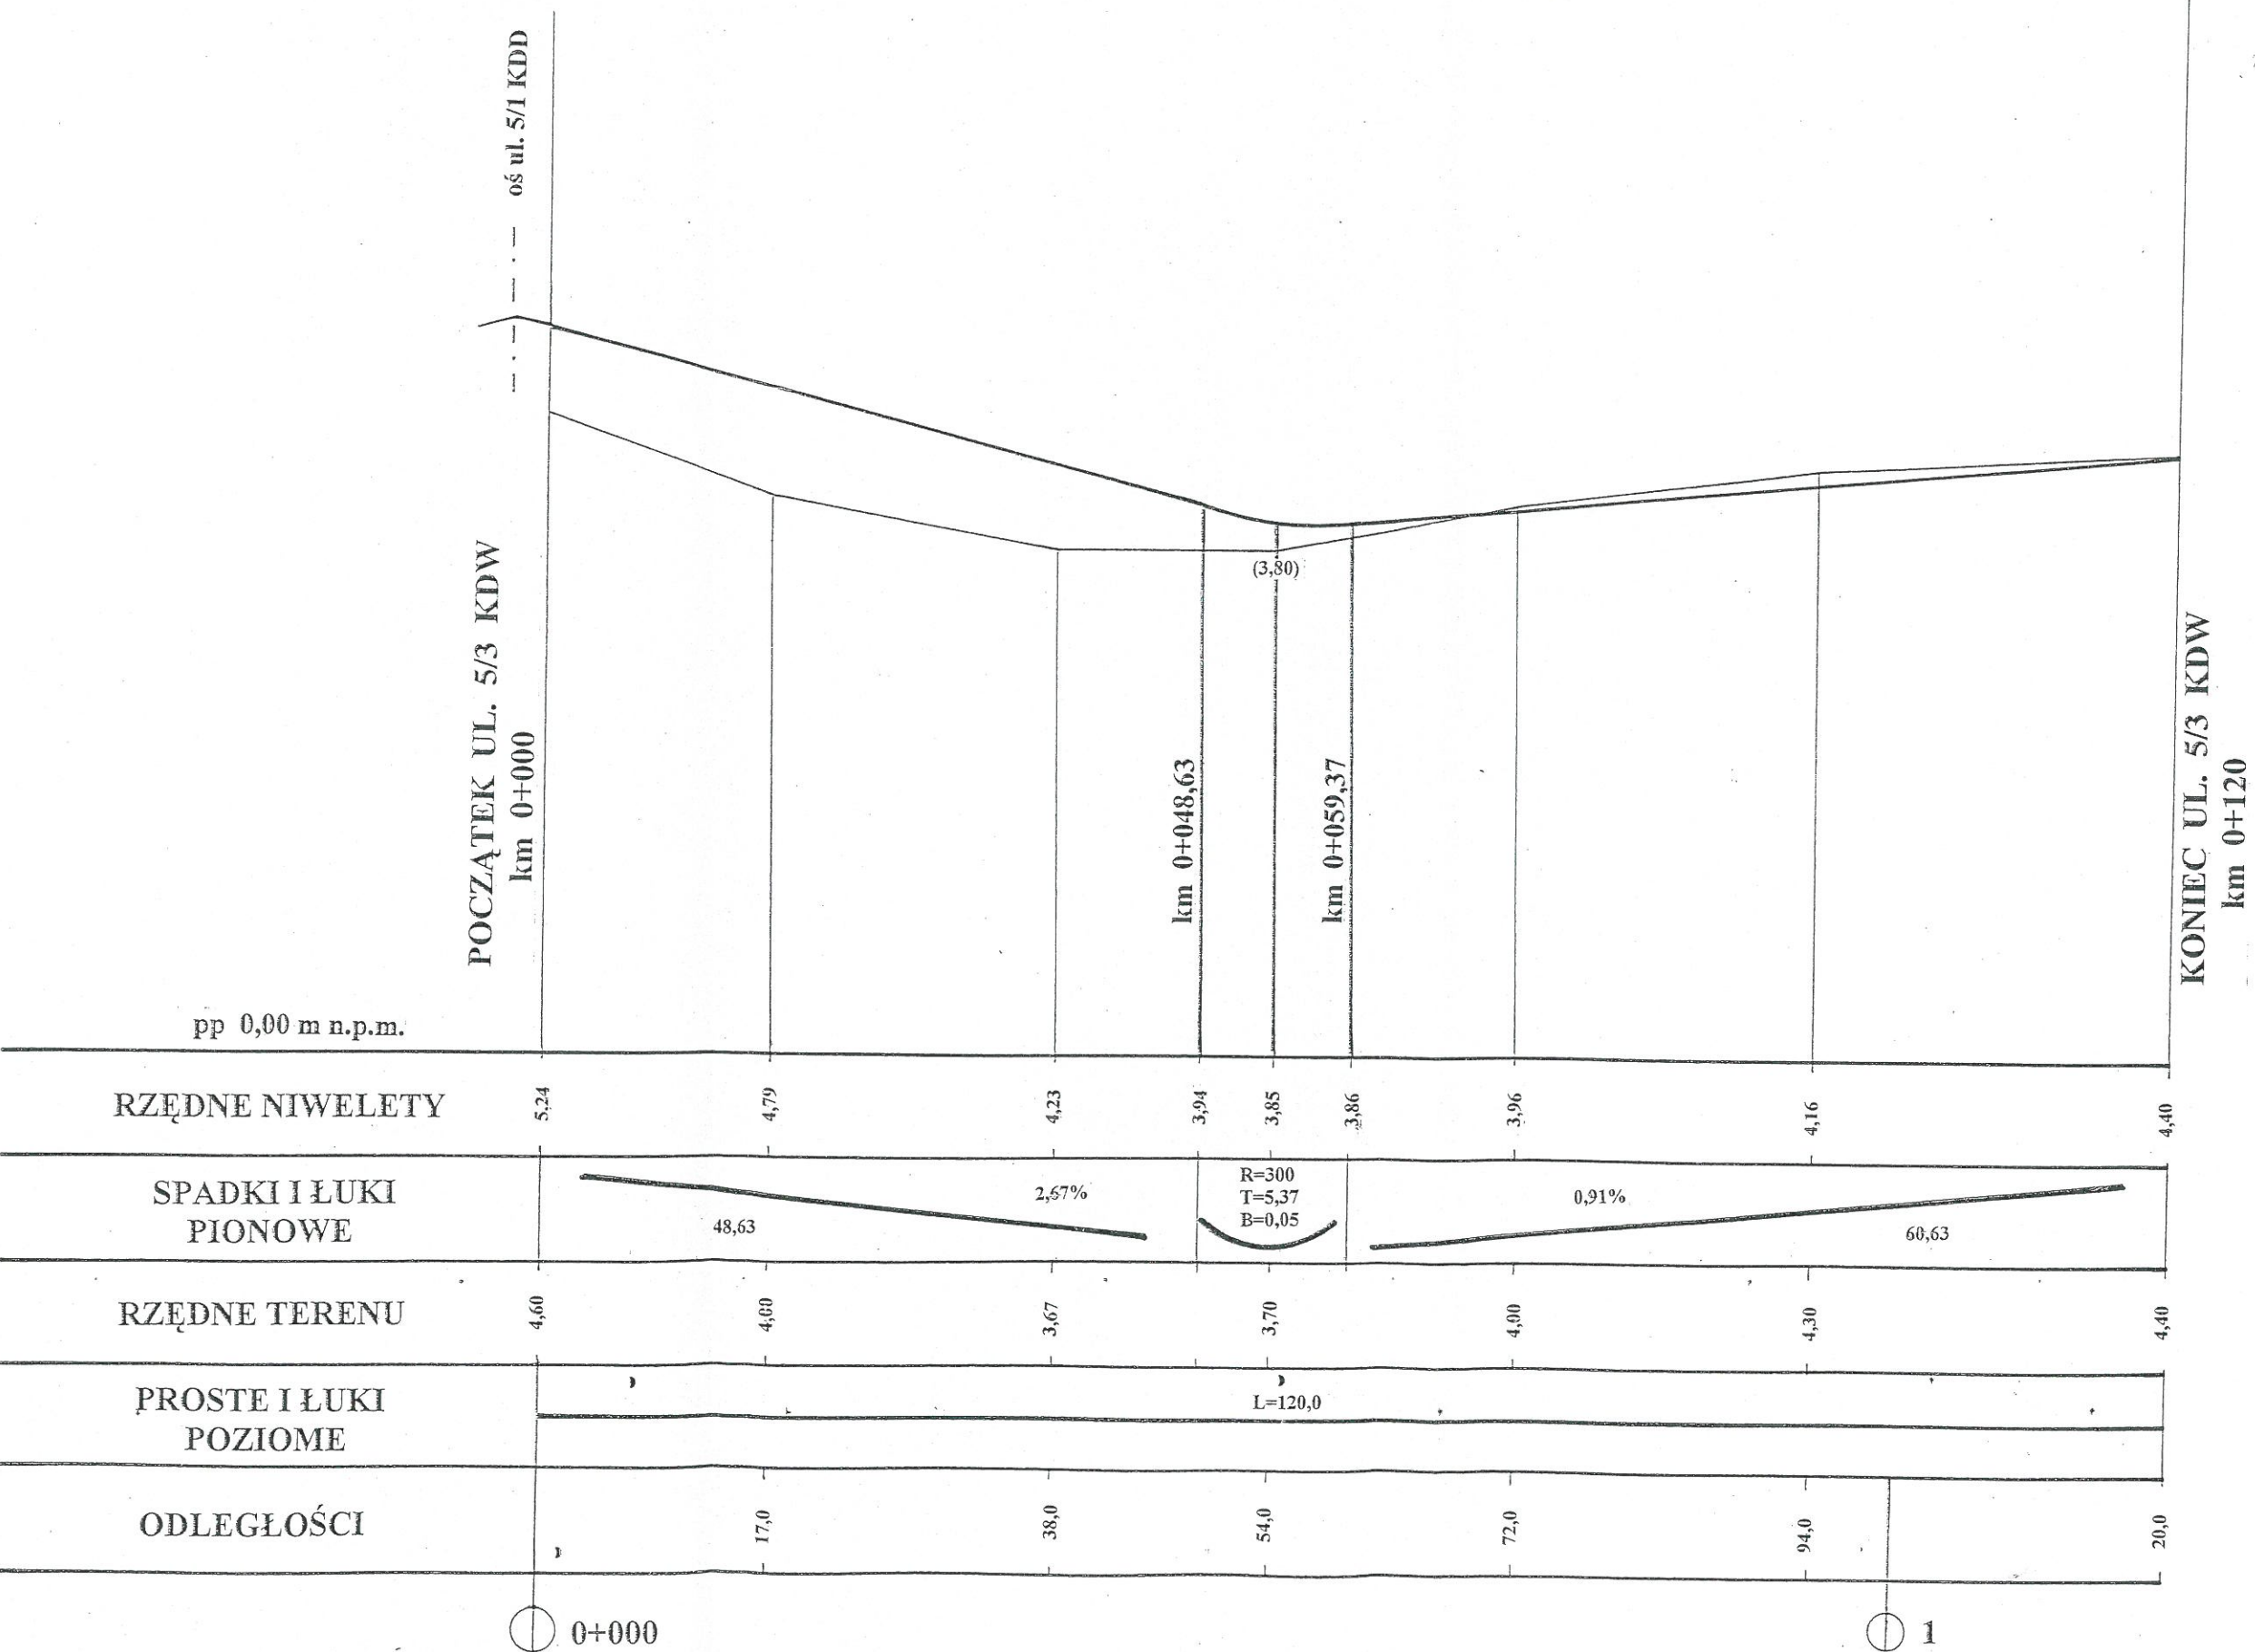 oś ul. 5/1 KDD
POCZĄTEK UL. 5/3 KDW
km 0+000
(3,80)
km 0+048,63
km 0+059,37
KONIEC UL. 5/3 KDW
km 0+120
pp 0,00 m n.p.m.
RZĘDNE NIWELETY
5,24 4,79 4,23 3,94 3,85 3,86 3,96 4,16 4,40
SPADKI I ŁUKI
PIONOWE
48,63
2,67%
R=300
T=5,37
B=0,05
0,91%
60,63
RZĘDNE TERENU
4,60 4,00 3,67 3,70 4,00 4,30 4,40
PROSTE I ŁUKI
POZIOME
L=120,0
ODLEGŁOŚCI
17,0 38,0 54,0 72,0 94,0 20,0
0+000
1